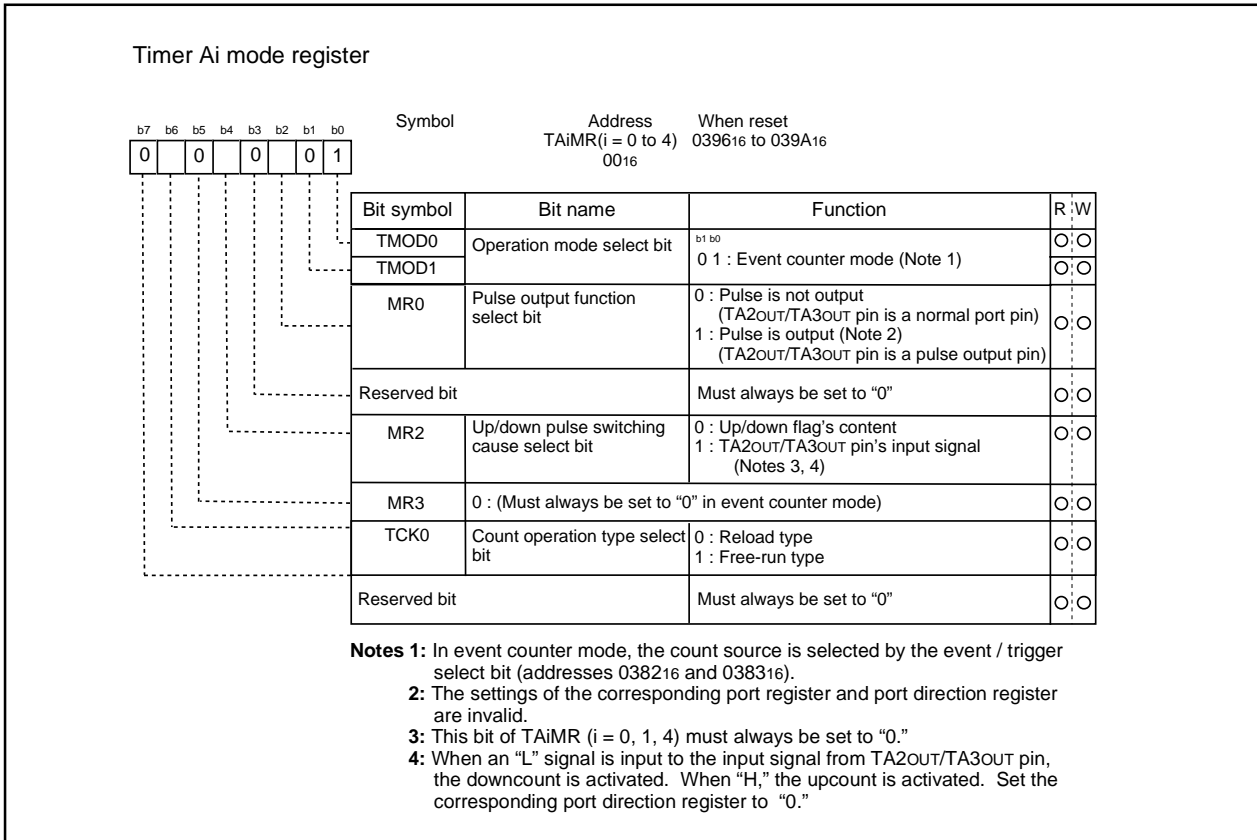 Timer Ai mode register
Symbol Address When reset
TAiMR(i = 0 to 4) 039616 to 039A16
0016
b7 b6 b5 b4 b3 b2 b1 b0
0 0 0 0 1
Bit symbol Bit name Function R W
TMOD0 Operation mode select bit b1 b0
0 1 : Event counter mode (Note 1)
TMOD1
MR0 Pulse output function select bit 0 : Pulse is not output
(TA2OUT/TA3OUT pin is a normal port pin)
1 : Pulse is output (Note 2)
(TA2OUT/TA3OUT pin is a pulse output pin)
Reserved bit Must always be set to “0”
MR2 Up/down pulse switching cause select bit 0 : Up/down flag’s content
1 : TA2OUT/TA3OUT pin’s input signal
(Notes 3, 4)
MR3 0 : (Must always be set to “0” in event counter mode)
TCK0 Count operation type select bit 0 : Reload type
1 : Free-run type
Reserved bit Must always be set to “0”
Notes 1: In event counter mode, the count source is selected by the event / trigger
select bit (addresses 038216 and 038316).
2: The settings of the corresponding port register and port direction register
are invalid.
3: This bit of TAiMR (i = 0, 1, 4) must always be set to “0.”
4: When an “L” signal is input to the input signal from TA2OUT/TA3OUT pin,
the downcount is activated. When “H,” the upcount is activated. Set the
corresponding port direction register to “0.”